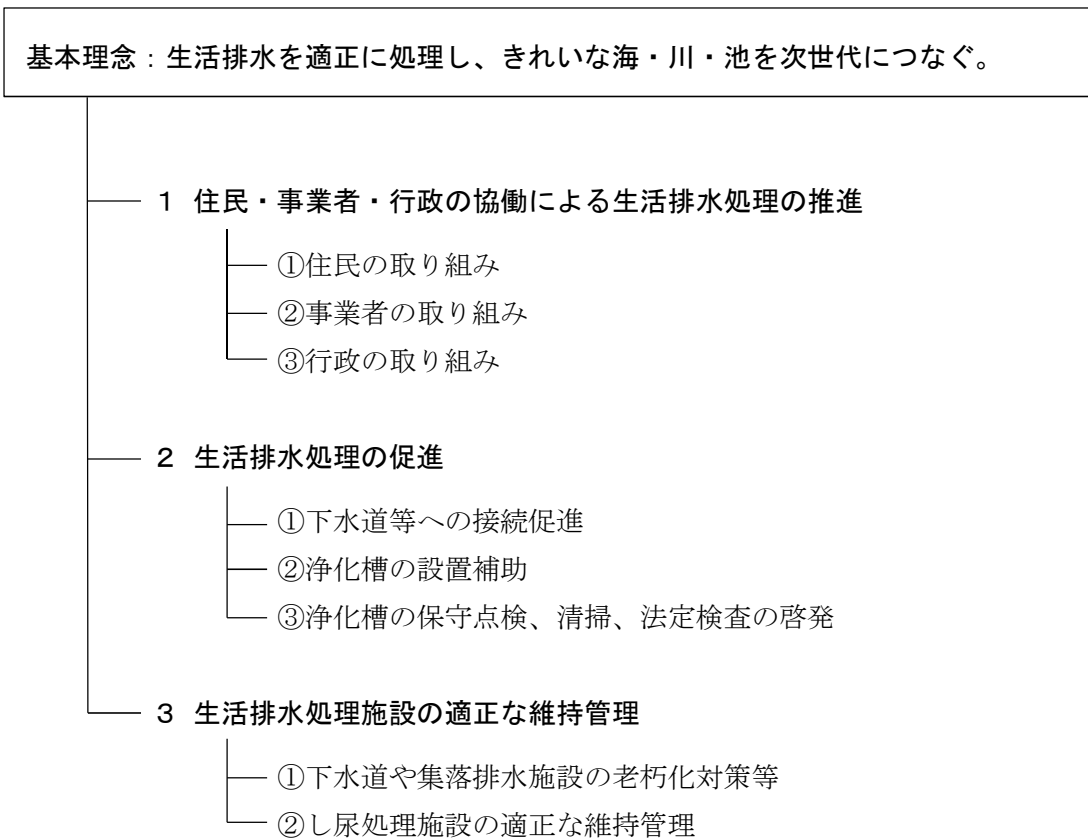 基本理念：生活排水を適正に処理し、きれいな海・川・池を次世代につなぐ。
１ 住民・事業者・行政の協働による生活排水処理の推進
①住民の取り組み
②事業者の取り組み
③行政の取り組み
２ 生活排水処理の促進
①下水道等への接続促進
②浄化槽の設置補助
③浄化槽の保守点検、清掃、法定検査の啓発
３ 生活排水処理施設の適正な維持管理
①下水道や集落排水施設の老朽化対策等
②し尿処理施設の適正な維持管理